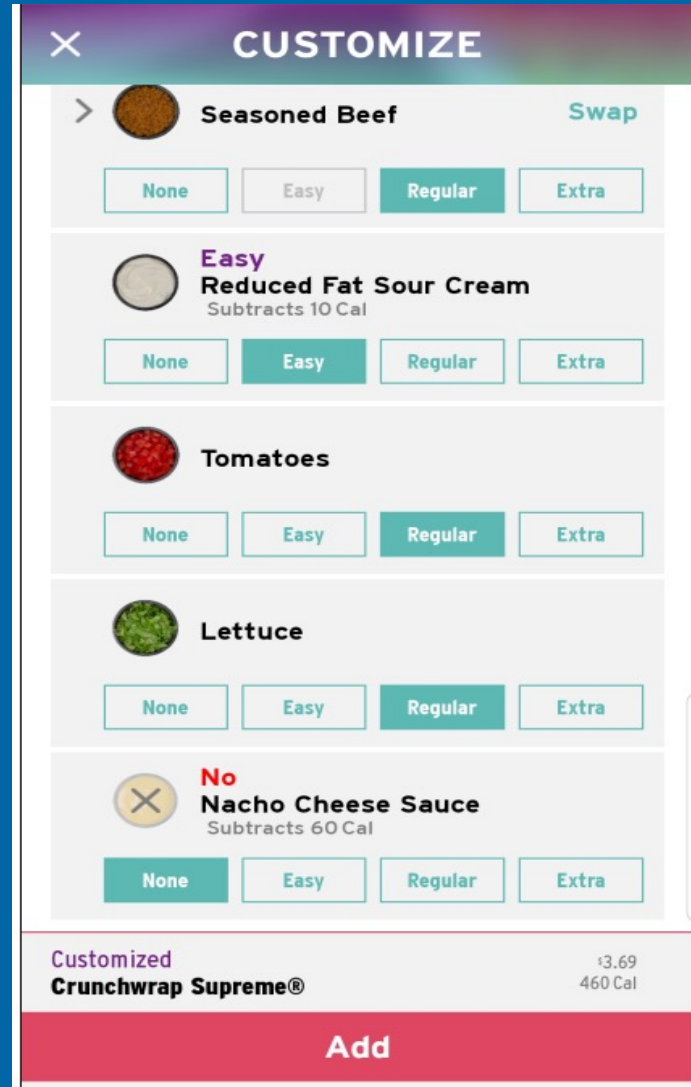 CUSTOMIZE
Seasoned Beef Swap
None Easy Regular Extra
Easy
Reduced Fat Sour Cream
Subtracts 10 Cal
None Easy Regular Extra
Tomatoes
None Easy Regular Extra
Lettuce
None Easy Regular Extra
No
Nacho Cheese Sauce
Subtracts 60 Cal
None Easy Regular Extra
Customized $3.69
Crunchwrap Supreme® 460 Cal
Add